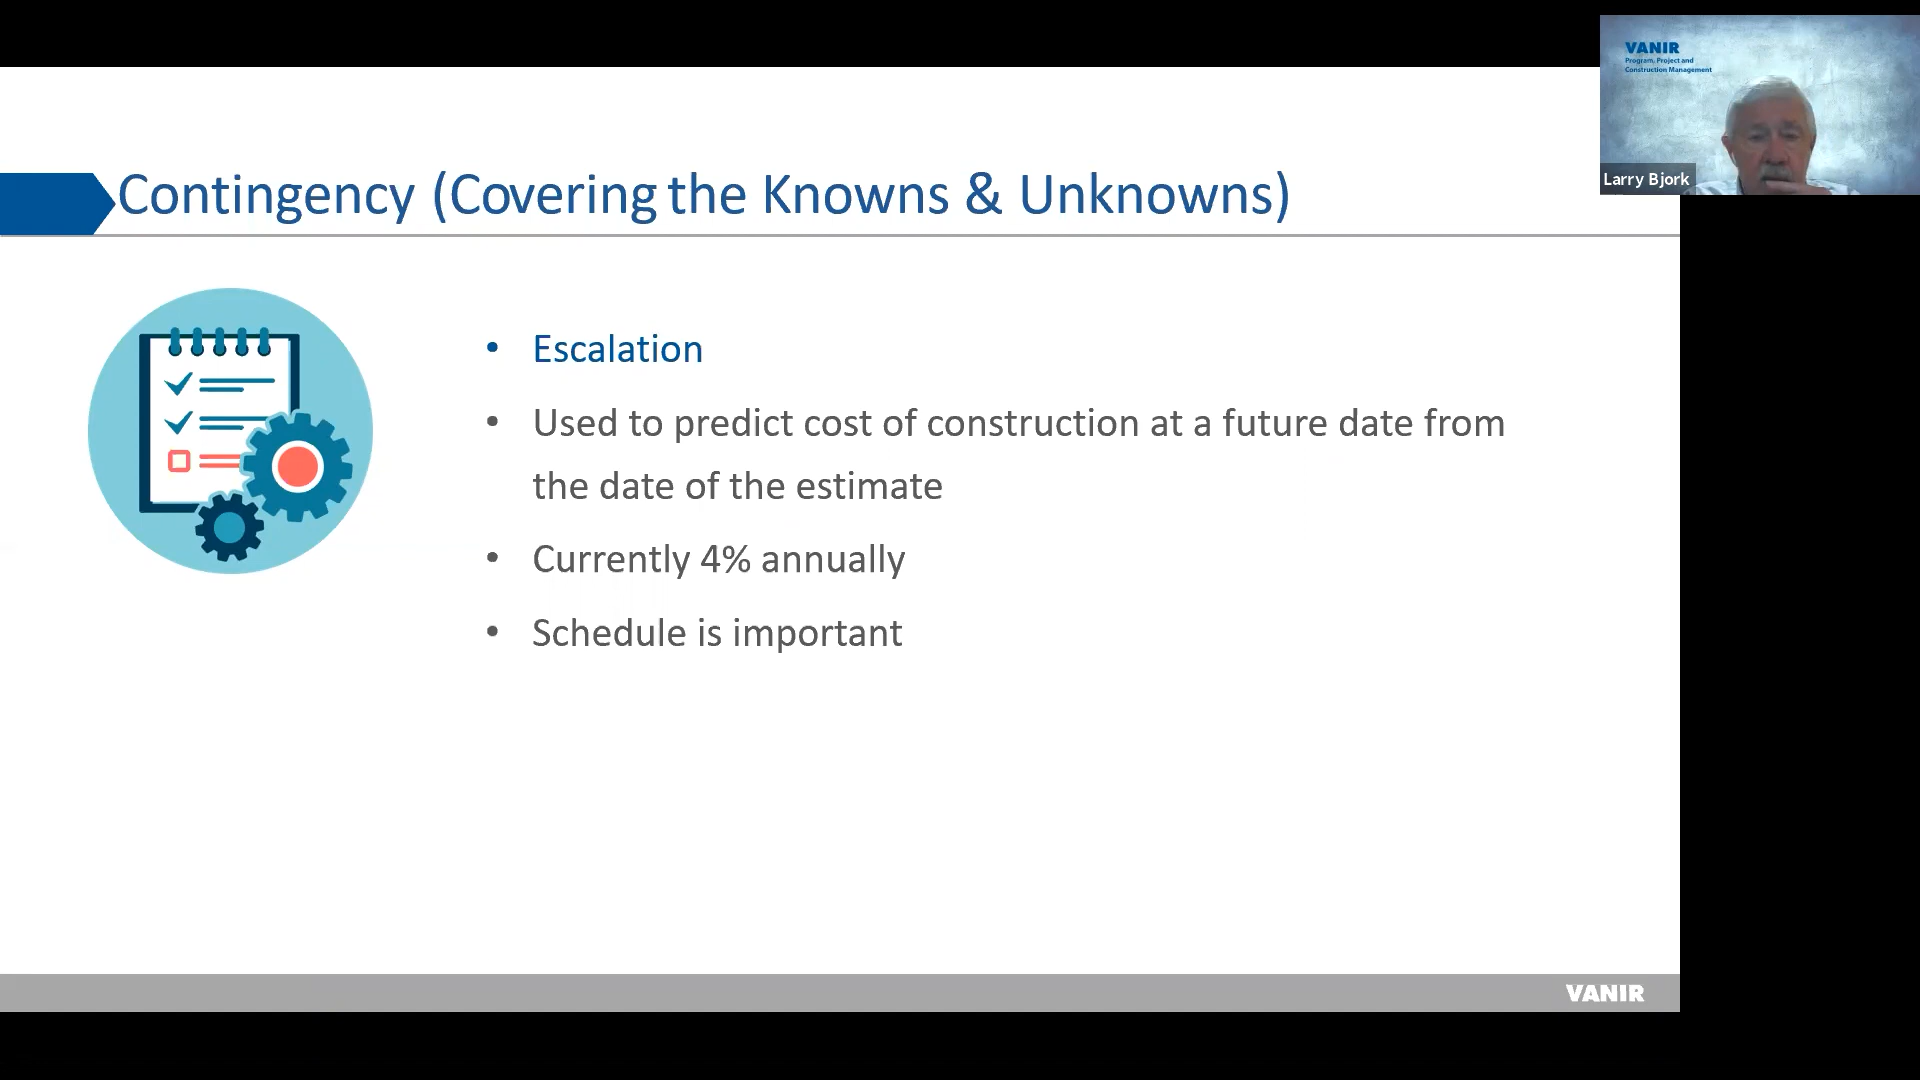 VANIR
Program, Project and
Construction Management
Larry Bjork
Contingency (Covering the Knowns & Unknowns)
• Escalation
• Used to predict cost of construction at a future date from
the date of the estimate
• Currently 4% annually
• Schedule is important
VANIR